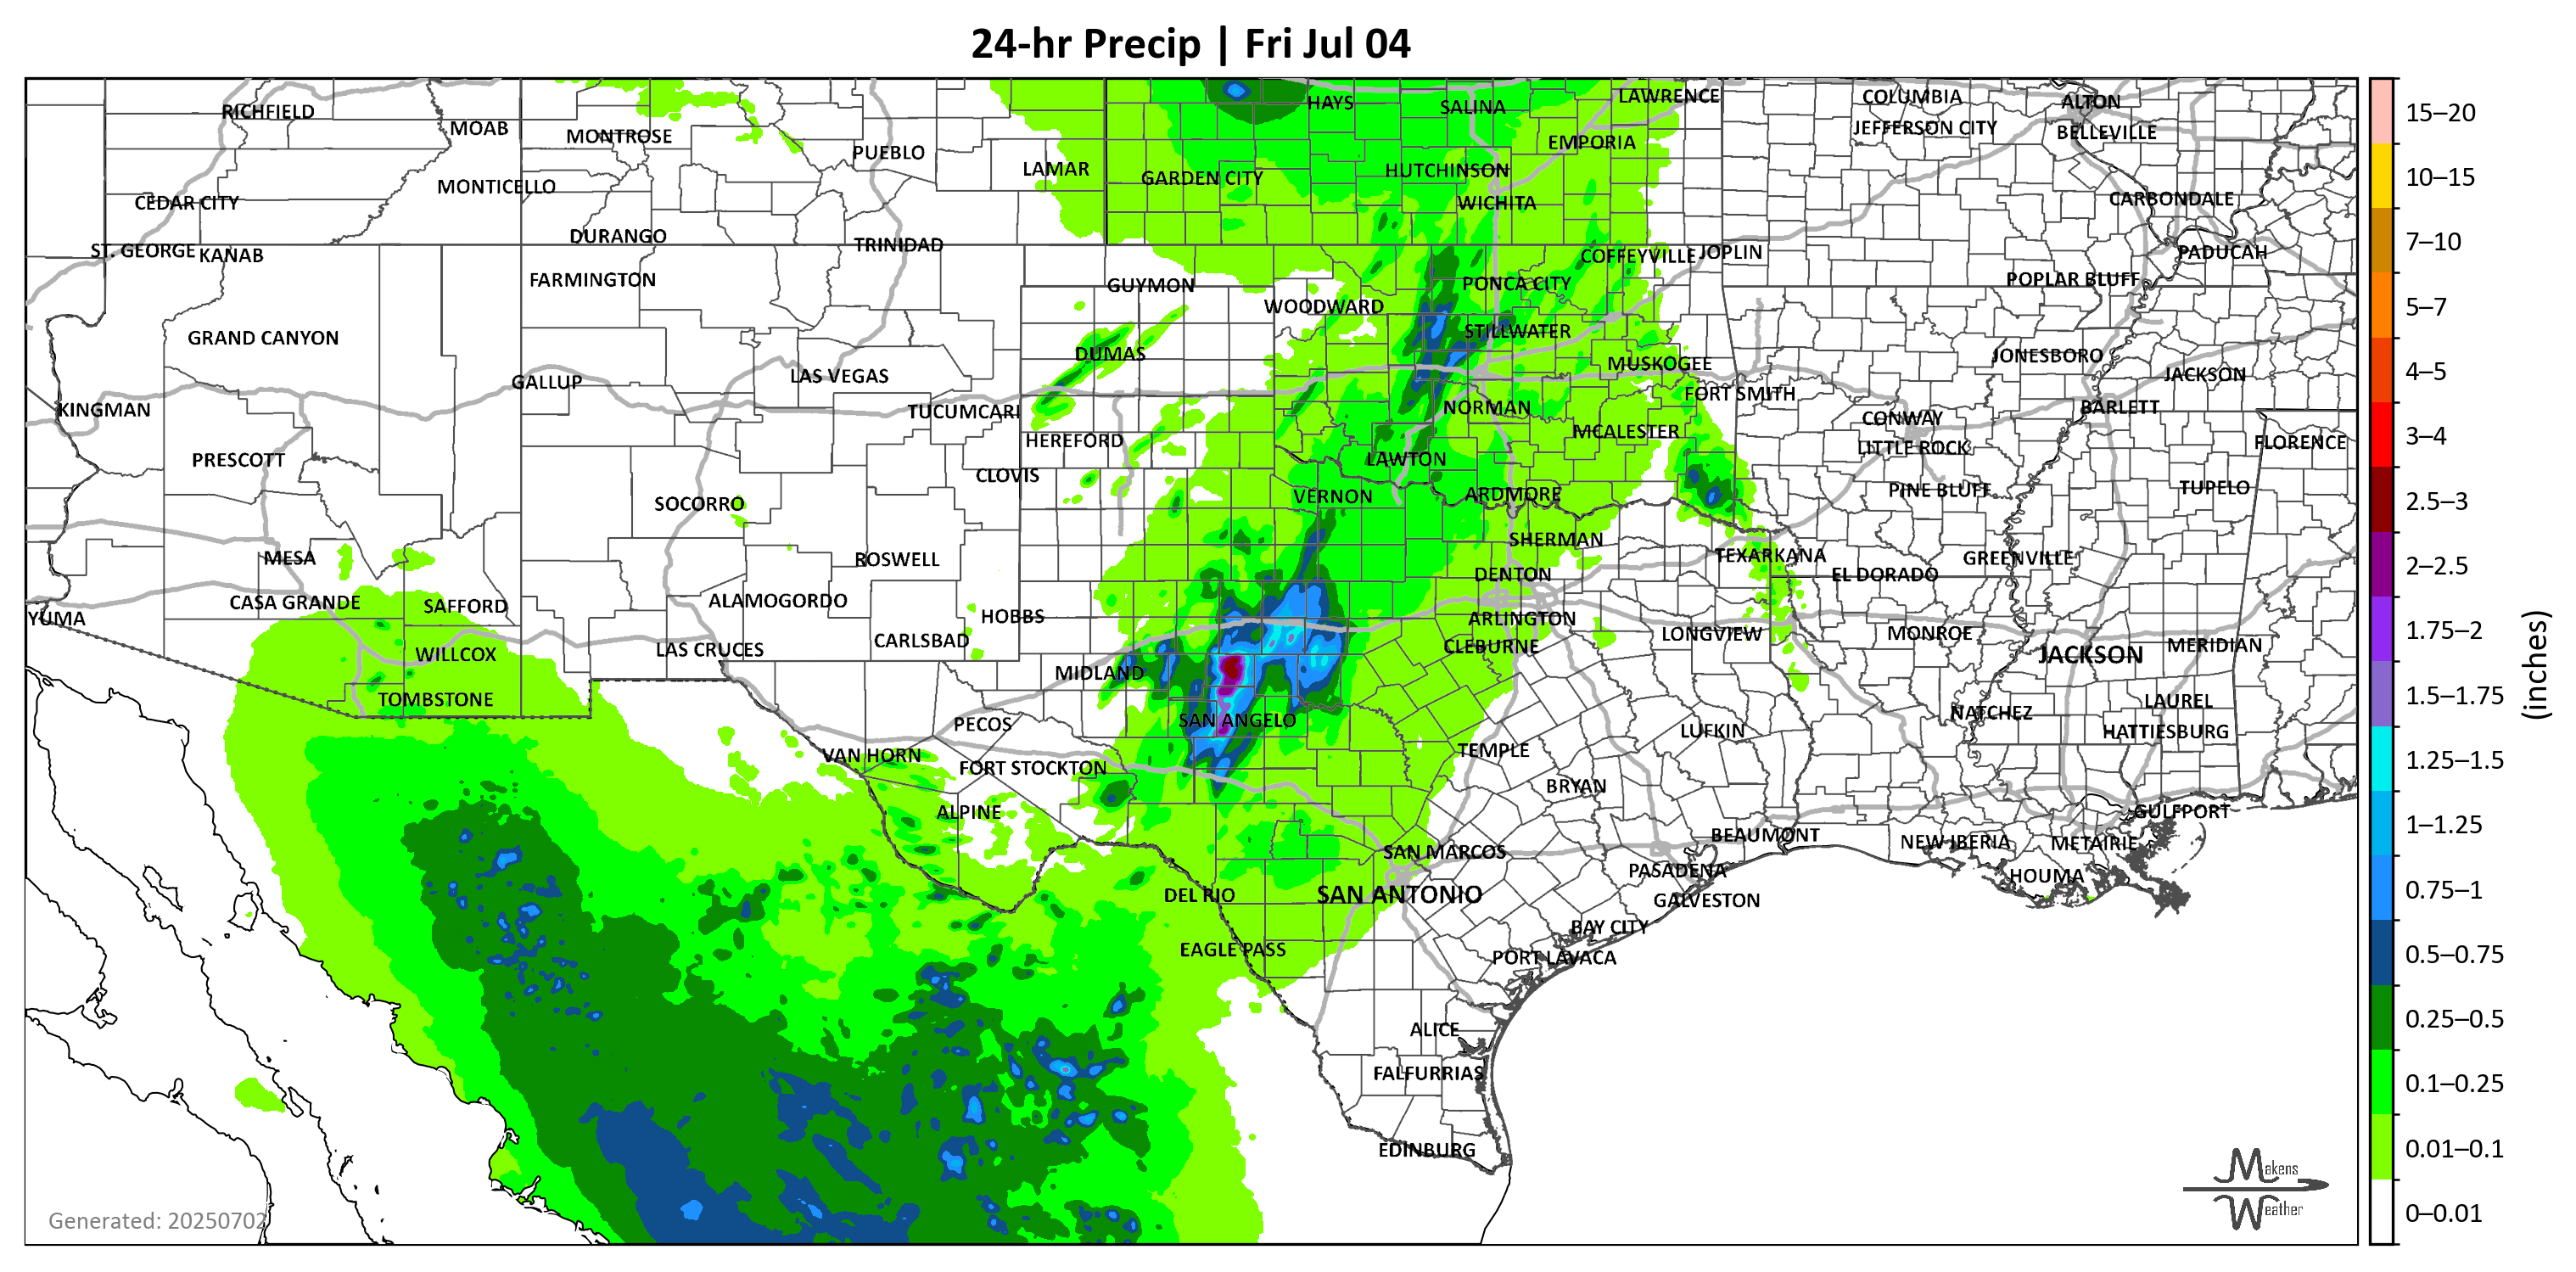 24-hr Precip | Fri Jul 04
RICHFIELD
MOAB
MONTROSE
PUEBLO
LAMAR
HAYS
SALINA
LAWRENCE
COLUMBIA
ALTON
JEFFERSON CITY
BELLEVILLE
EMPORIA
GARDEN CITY
HUTCHINSON
WICHITA
CEDAR CITY
MONTICELLO
CARBONDALE
ST. GEORGE
KANAB
DURANGO
TRINIDAD
COFFEYVILLE
JOPLIN
PADUCAH
FARMINGTON
GUYMON
WOODWARD
PONCA CITY
POPLAR BLUFF
GRAND CANYON
DUMAS
STILLWATER
MUSKOGEE
JONESBORO
GALLUP
LAS VEGAS
JACKSON
KINGMAN
TUCUMCARI
NORMAN
FORT SMITH
CONWAY
BARLETT
HEREFORD
MCALESTER
LITTLE ROCK
FLORENCE
PRESCOTT
CLOVIS
LAWTON
SOCORRO
VERNON
ARDMORE
PINE BLUFF
TUPELO
MESA
ROSWELL
SHERMAN
TEXARKANA
GREENVILLE
DENTON
EL DORADO
YUMA
CASA GRANDE
SAFFORD
ALAMOGORDO
HOBBS
ARLINGTON
WILLCOX
LAS CRUCES
CARLSBAD
CLEBURNE
LONGVIEW
MONROE
JACKSON
MERIDIAN
TOMBSTONE
MIDLAND
SAN ANGELO
NATCHEZ
LAUREL
HATTIESBURG
PECOS
VAN HORN
FORT STOCKTON
TEMPLE
LUFKIN
ALPINE
BRYAN
GULFPORT
SAN MARCOS
BEAUMONT
NEW IBERIA
METAIRIE
DEL RIO
SAN ANTONIO
PASADENA
GALVESTON
HOUMA
EAGLE PASS
BAY CITY
PORT LAVACA
ALICE
FALFURRIAS
EDINBURG
Generated: 20250702
Makens
Weather
15–20
10–15
7–10
5–7
4–5
3–4
2.5–3
2–2.5
1.75–2
1.5–1.75
1.25–1.5
1–1.25
0.75–1
0.5–0.75
0.25–0.5
0.1–0.25
0.01–0.1
0–0.01
(inches)